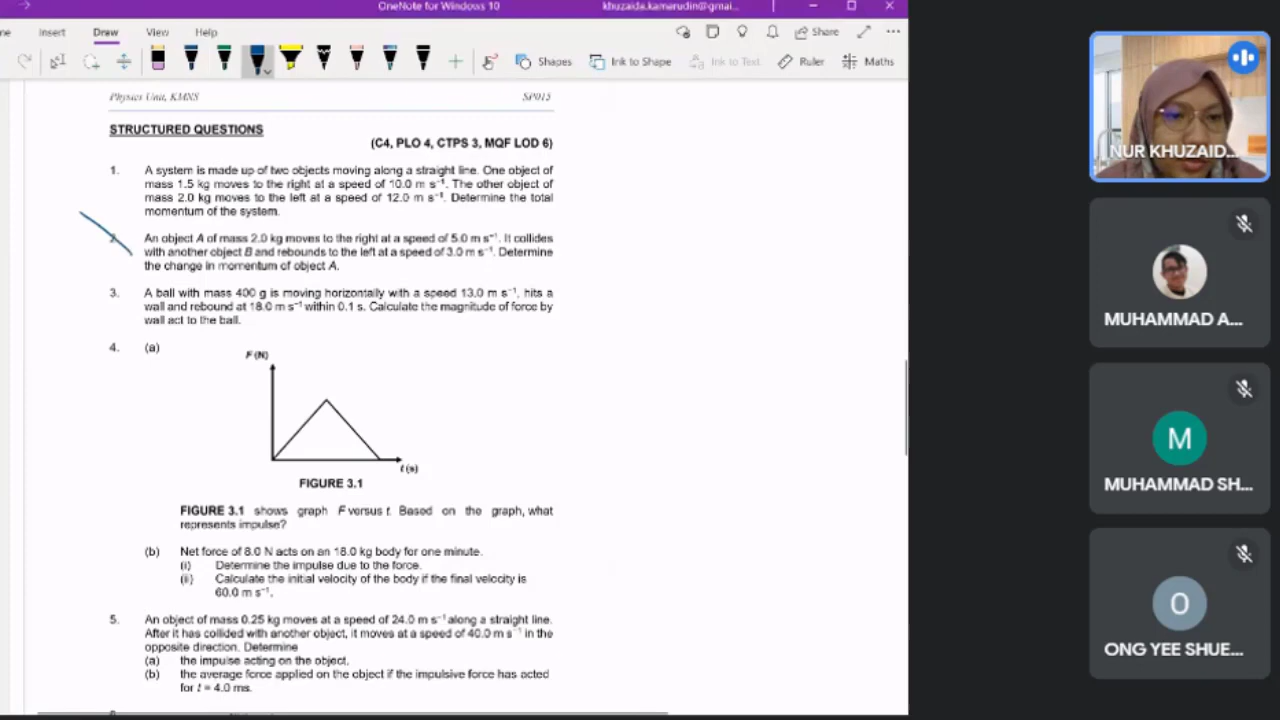 OneNote for Windows 10
khuzaida.kamarudin@gmai...
Insert Draw View Help
Share
Shapes Ink to Shape Ink to Text Ruler Maths
Physics Unit, KMNS SP015
STRUCTURED QUESTIONS
(C4, PLO 4, CTPS 3, MQF LOD 6)
1. A system is made up of two objects moving along a straight line. One object of
mass 1.5 kg moves to the right at a speed of 10.0 m s⁻¹. The other object of
mass 2.0 kg moves to the left at a speed of 12.0 m s⁻¹. Determine the total
momentum of the system.
2. An object A of mass 2.0 kg moves to the right at a speed of 5.0 m s⁻¹. It collides
with another object B and rebounds to the left at a speed of 3.0 m s⁻¹. Determine
the change in momentum of object A.
3. A ball with mass 400 g is moving horizontally with a speed 13.0 m s⁻¹, hits a
wall and rebound at 18.0 m s⁻¹ within 0.1 s. Calculate the magnitude of force by
wall act to the ball.
4. (a)
F (N)
t (s)
FIGURE 3.1
FIGURE 3.1 shows graph F versus t. Based on the graph, what
represents impulse?
(b) Net force of 8.0 N acts on an 18.0 kg body for one minute.
(i) Determine the impulse due to the force.
(ii) Calculate the initial velocity of the body if the final velocity is
60.0 m s⁻¹.
5. An object of mass 0.25 kg moves at a speed of 24.0 m s⁻¹ along a straight line.
After it has collided with another object, it moves at a speed of 40.0 m s⁻¹ in the
opposite direction. Determine
(a) the impulse acting on the object,
(b) the average force applied on the object if the impulsive force has acted
for t = 4.0 ms.
NUR KHUZAID...
MUHAMMAD A...
M
MUHAMMAD SH...
O
ONG YEE SHUE...